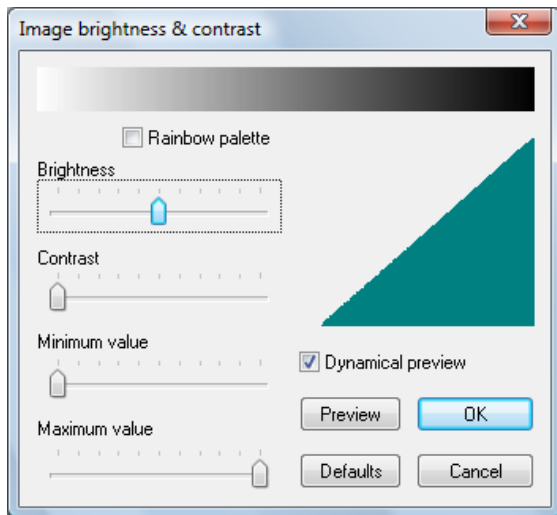 Image brightness & contrast
Rainbow palette
Brightness
Contrast
Minimum value
Dynamical preview
Preview
OK
Maximum value
Defaults
Cancel